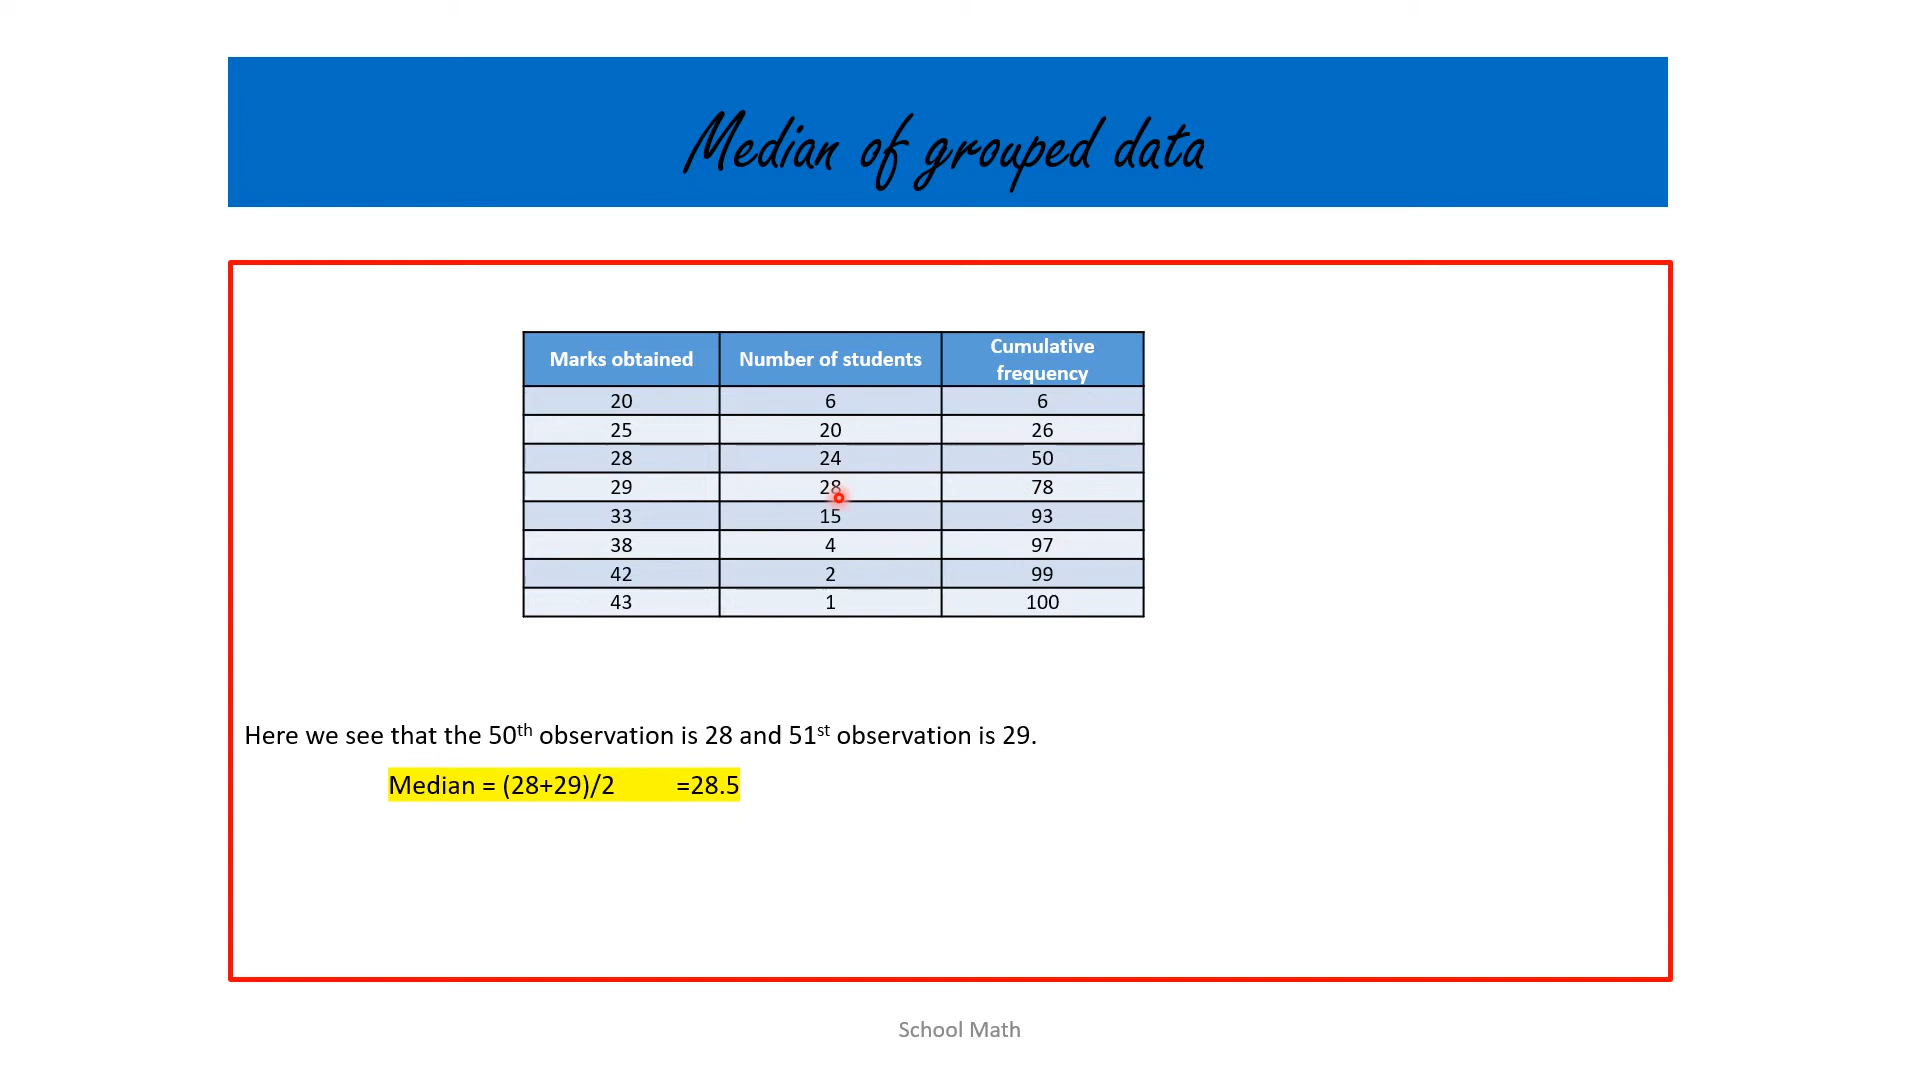 Median of grouped data
Marks obtained Number of students Cumulative frequency
20 6 6
25 20 26
28 24 50
29 28 78
33 15 93
38 4 97
42 2 99
43 1 100
Here we see that the 50th observation is 28 and 51st observation is 29.
Median = (28+29)/2 =28.5
School Math